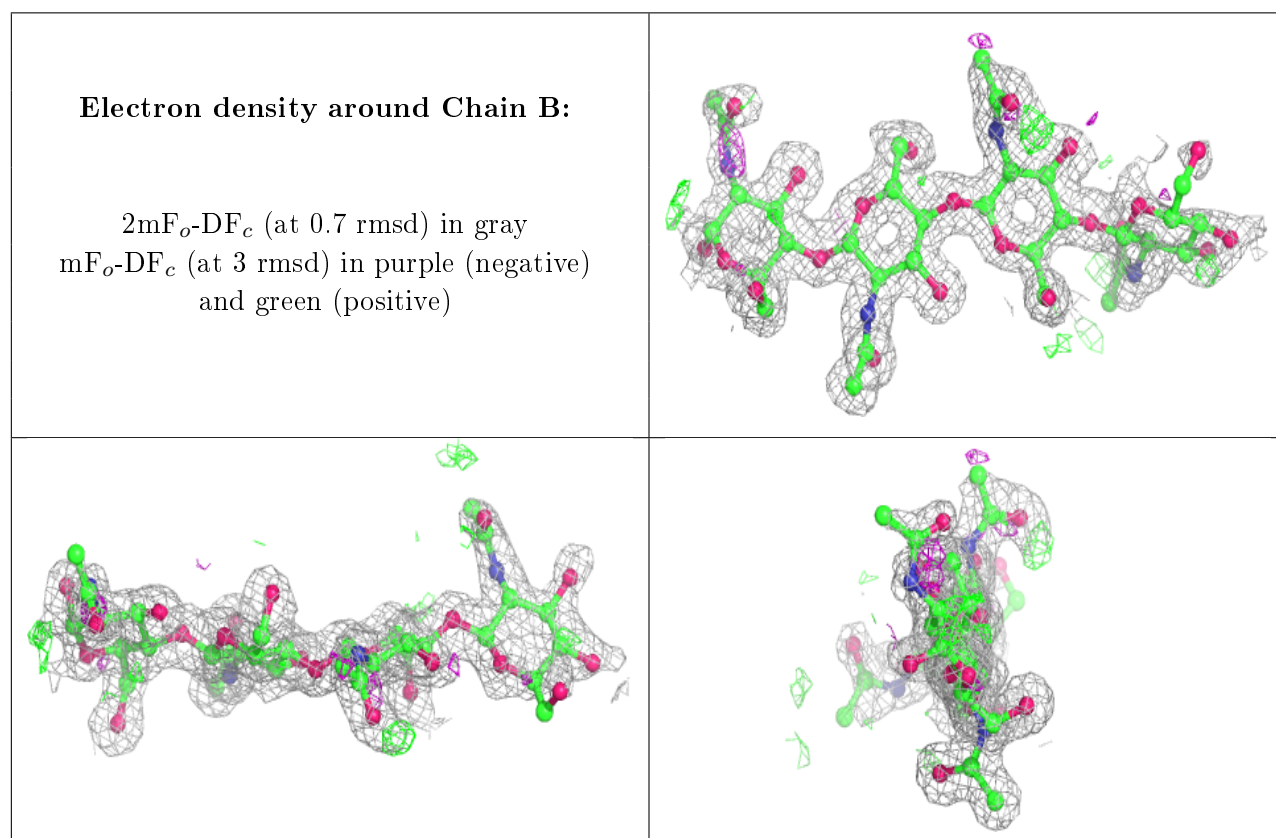 Electron density around Chain B:
2mFo-DFc (at 0.7 rmsd) in gray
mFo-DFc (at 3 rmsd) in purple (negative)
and green (positive)